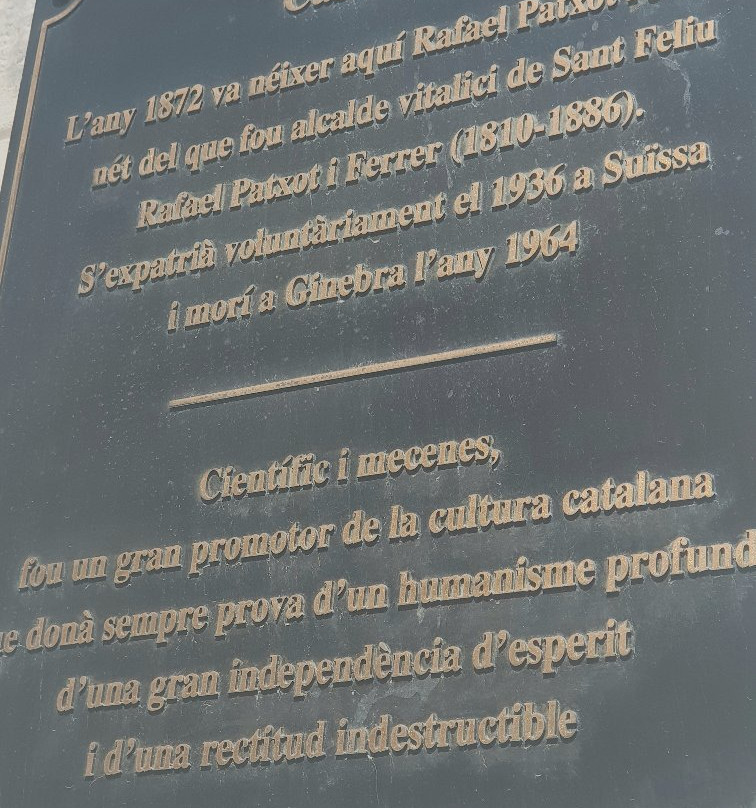 L'any 1872 va néixer aquí Rafael Patxot
nét del que fou alcalde vitalici de Sant Feliu
Rafael Patxot i Ferrer (1810-1886).
S'expatrià voluntàriament el 1936 a Suïssa
i morí a Ginebra l'any 1964
Científic i mecenes,
fou un gran promotor de la cultura catalana
donà sempre prova d'un humanisme profund
d'una gran independència d'esperit
i d'una rectitud indestructible